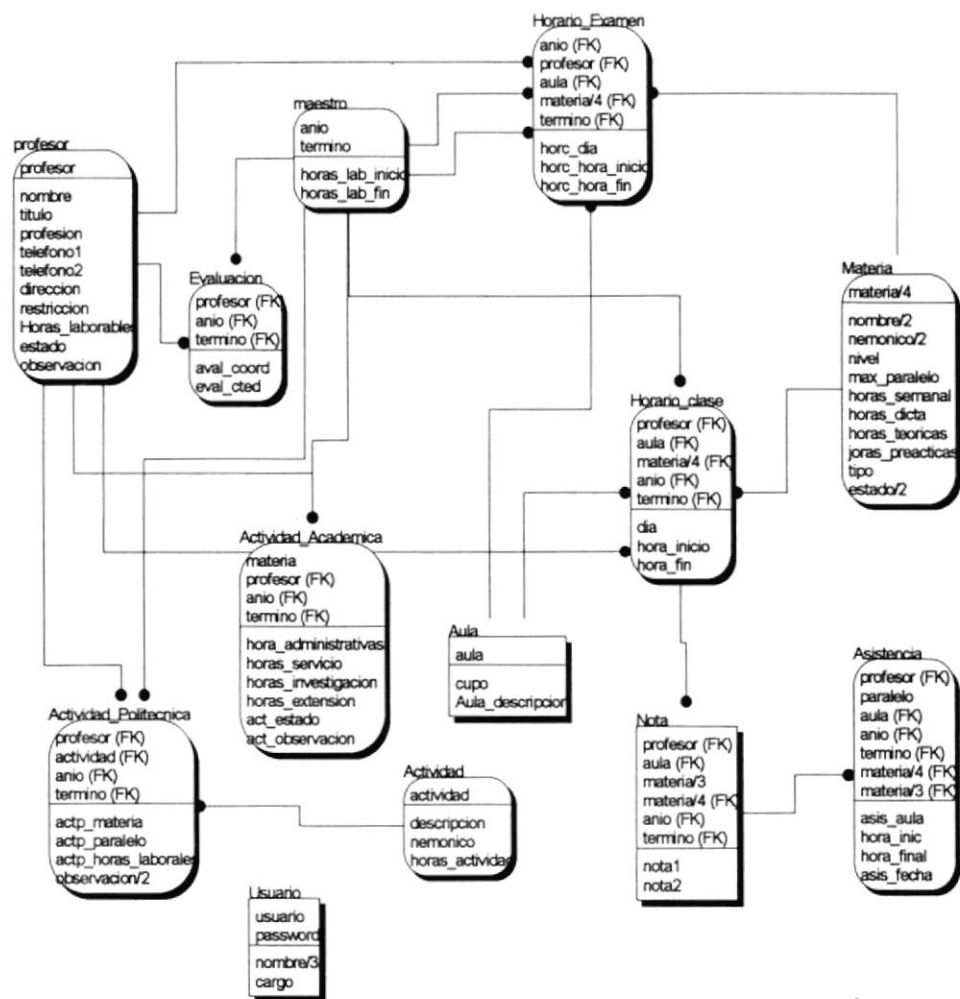 Horario_Examen
anio (FK)
profesor (FK)
aula (FK)
materia/4 (FK)
termino (FK)
horc_dia
horc_hora_inicio
horc_hora_fin
maestro
anio
termino
horas_lab_inicio
horas_lab_fin
profesor
profesor
nombre
titulo
profesion
telefono1
telefono2
direccion
restriccion
Horas_laborables
estado
observacion
Evaluacion
profesor (FK)
anio (FK)
termino (FK)
aval_coord
eval_cted
Materia
materia/4
nombre/2
nemonico/2
nivel
max_paralelo
horas_semanal
horas_dicta
horas_teoricas
joras_preacticas
tipo
estado/2
Horario_clase
profesor (FK)
aula (FK)
materia/4 (FK)
anio (FK)
termino (FK)
dia
hora_inicio
hora_fin
Actividad_Academica
materia
profesor (FK)
anio (FK)
termino (FK)
hora_administrativas
horas_servicio
horas_investigacion
horas_extension
act_estado
act_observacion
Aula
aula
cupo
Aula_descripcion
Asistencia
profesor (FK)
paralelo
aula (FK)
anio (FK)
termino (FK)
materia/4 (FK)
materia/3 (FK)
asis_aula
hora_inic
hora_final
asis_fecha
Actividad_Politecnica
profesor (FK)
actividad (FK)
anio (FK)
termino (FK)
actp_materia
actp_paralelo
actp_horas_laborales
observacion/2
Nota
profesor (FK)
aula (FK)
materia/3
materia/4 (FK)
anio (FK)
termino (FK)
nota1
nota2
Actividad
actividad
descripcion
nemonico
horas_actividad
Usuario
usuario
password
nombre/3
cargo